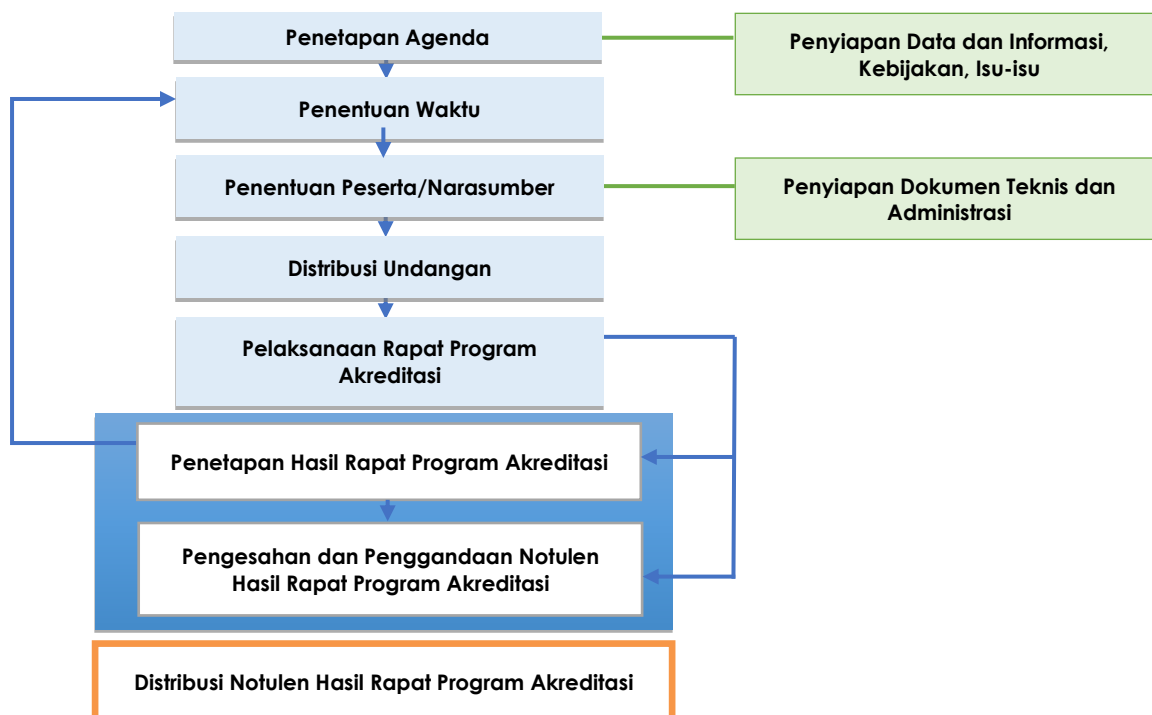 Penetapan Agenda
Penyiapan Data dan Informasi,
Kebijakan, Isu-isu
Penentuan Waktu
Penentuan Peserta/Narasumber
Penyiapan Dokumen Teknis dan
Administrasi
Distribusi Undangan
Pelaksanaan Rapat Program
Akreditasi
Penetapan Hasil Rapat Program Akreditasi
Pengesahan dan Penggandaan Notulen
Hasil Rapat Program Akreditasi
Distribusi Notulen Hasil Rapat Program Akreditasi